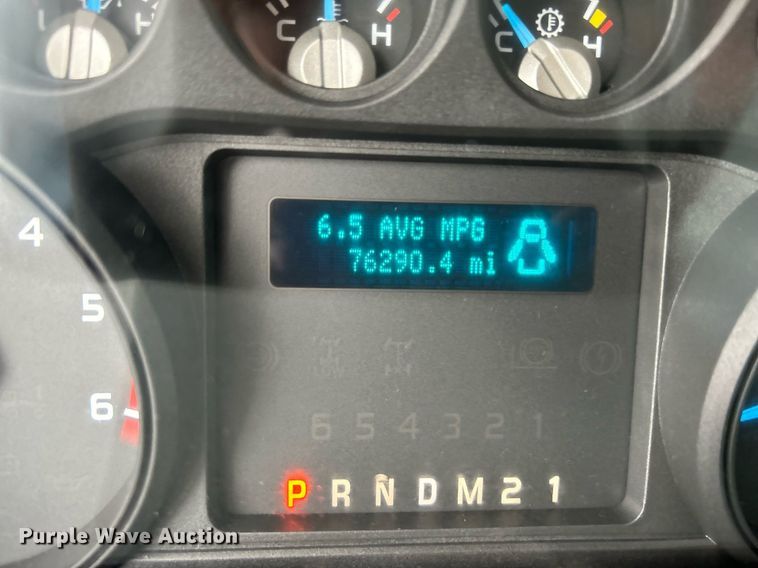 C H
C 4
6.5 AVG MPG
76290.4 mi
4
5
6
6 5 4 3 2 1
P R N D M 2 1
Purple Wave Auction